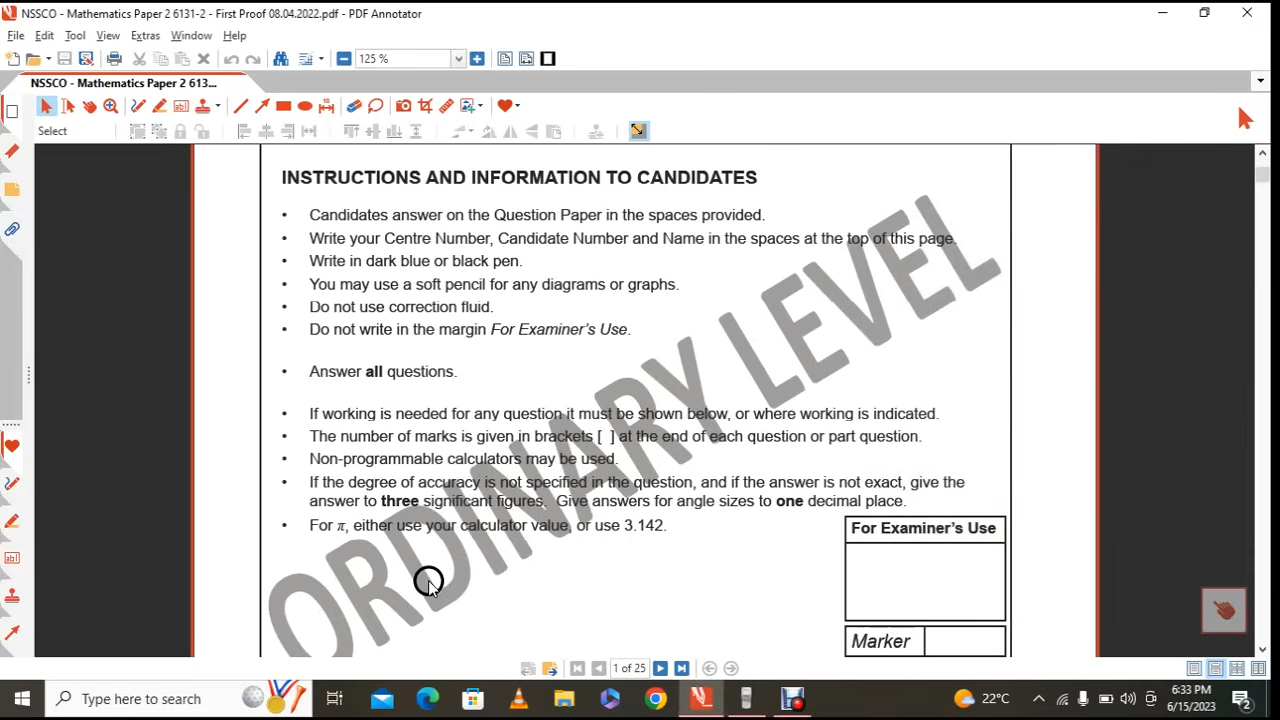 NSSCO - Mathematics Paper 2 6131-2 - First Proof 08.04.2022.pdf - PDF Annotator
File Edit Tool View Extras Window Help
125 %
NSSCO - Mathematics Paper 2 613...
Select
INSTRUCTIONS AND INFORMATION TO CANDIDATES
• Candidates answer on the Question Paper in the spaces provided.
• Write your Centre Number, Candidate Number and Name in the spaces at the top of this page.
• Write in dark blue or black pen.
• You may use a soft pencil for any diagrams or graphs.
• Do not use correction fluid.
• Do not write in the margin For Examiner's Use.
• Answer all questions.
• If working is needed for any question it must be shown below, or where working is indicated.
• The number of marks is given in brackets [ ] at the end of each question or part question.
• Non-programmable calculators may be used.
• If the degree of accuracy is not specified in the question, and if the answer is not exact, give the
answer to three significant figures. Give answers for angle sizes to one decimal place.
• For π, either use your calculator value, or use 3.142.
ORDINARY LEVEL
For Examiner's Use
Marker
1 of 25
Type here to search
22°C
6:33 PM
6/15/2023
2